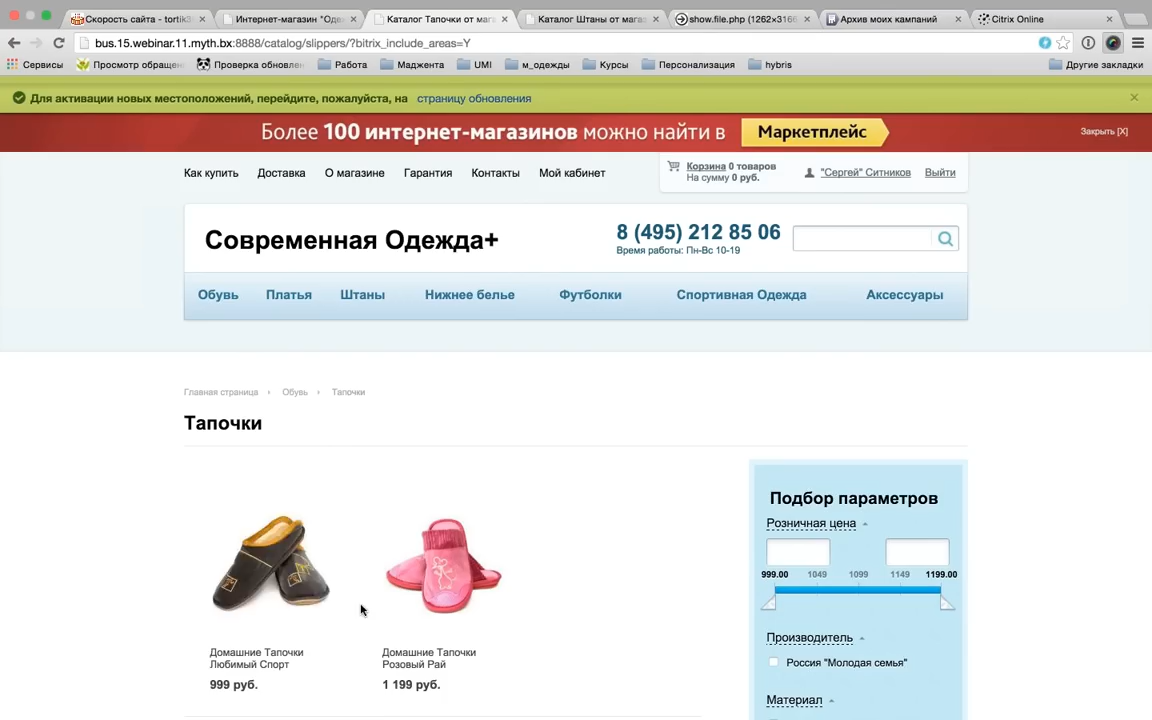 Скорость сайта - tortik3
Интернет-магазин "Оде
Каталог Тапочки от маг
Каталог Штаны от мага
show.file.php (1262×3166
Архив моих кампаний
Citrix Online
bus.15.webinar.11.myth.bx:8888/catalog/slippers/?bitrix_include_areas=Y
Сервисы Просмотр обращен Проверка обновлен Работа Маджента UMI м_одежды Курсы Персонализация hybris Другие закладки
Для активации новых местоположений, перейдите, пожалуйста, на страницу обновления
Более 100 интернет-магазинов можно найти в Маркетплейс Закрыть [X]
Как купить Доставка О магазине Гарантия Контакты Мой кабинет
Корзина 0 товаров
На сумму 0 руб.
"Сергей" Ситников Выйти
Современная Одежда+
8 (495) 212 85 06
Время работы: Пн-Вс 10-19
Обувь Платья Штаны Нижнее белье Футболки Спортивная Одежда Аксессуары
Главная страница Обувь Тапочки
Тапочки
Домашние Тапочки
Любимый Спорт
999 руб.
Домашние Тапочки
Розовый Рай
1 199 руб.
Подбор параметров
Розничная цена
999.00 1049 1099 1149 1199.00
Производитель
Россия "Молодая семья"
Материал